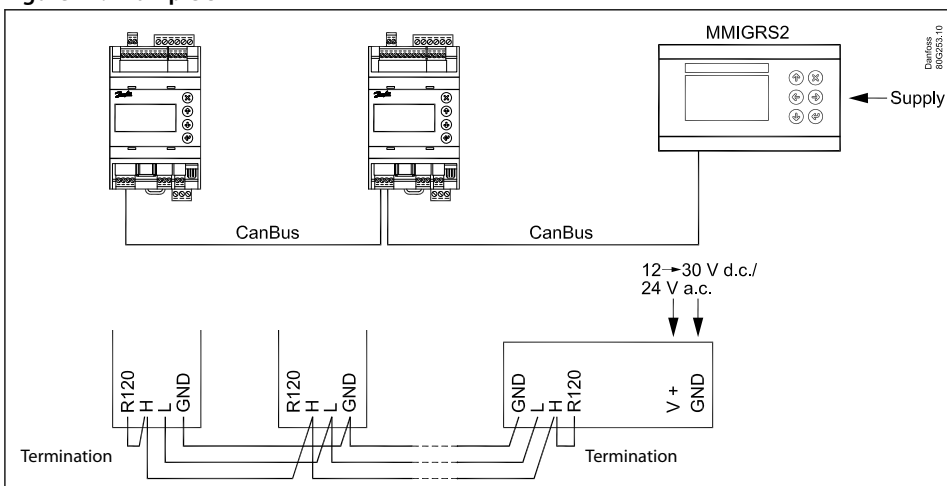 MMIGRS2
Danfoss
80G253.10
Supply
CanBus
CanBus
12→30 V d.c./
24 V a.c.
R120
H
L
GND
R120
H
L
GND
GND
L
H
R120
V +
GND
Termination
Termination